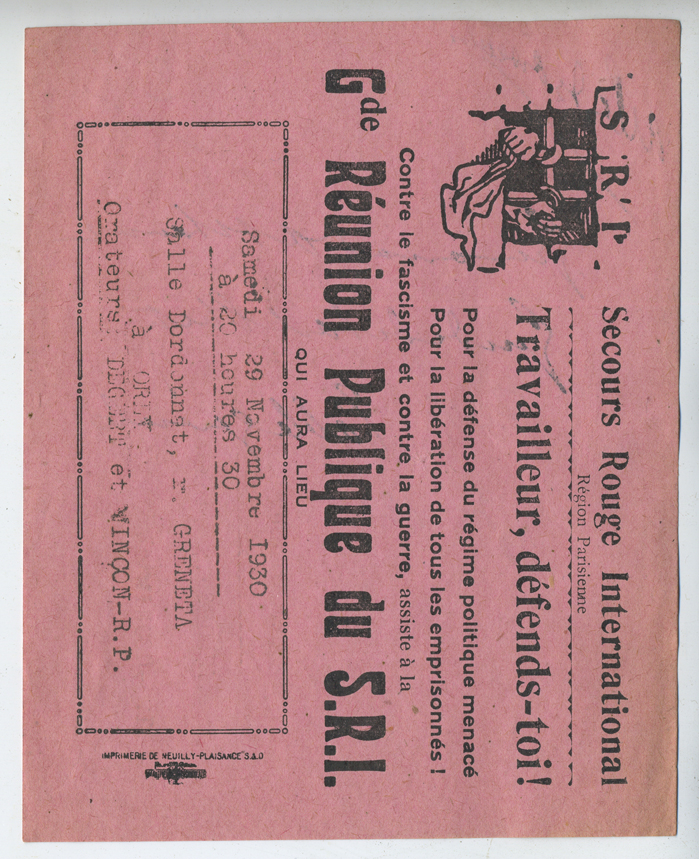 S.R.I
Secours Rouge International
Région Parisienne
Travailleur, défends-toi!
Pour la défense du régime politique menacé
Pour la libération de tous les emprisonnés !
Contre le fascisme et contre la guerre, assiste à la
Gde Réunion Publique du S.R.I.
QUI AURA LIEU
Samedi 29 Novembre 1930
à 20 heures 30
Salle Dordonnat, r. GRENETA
à
Orateurs et VINÇON-R.P.
IMPRIMERIE DE NEUILLY-PLAISANCE S.&O